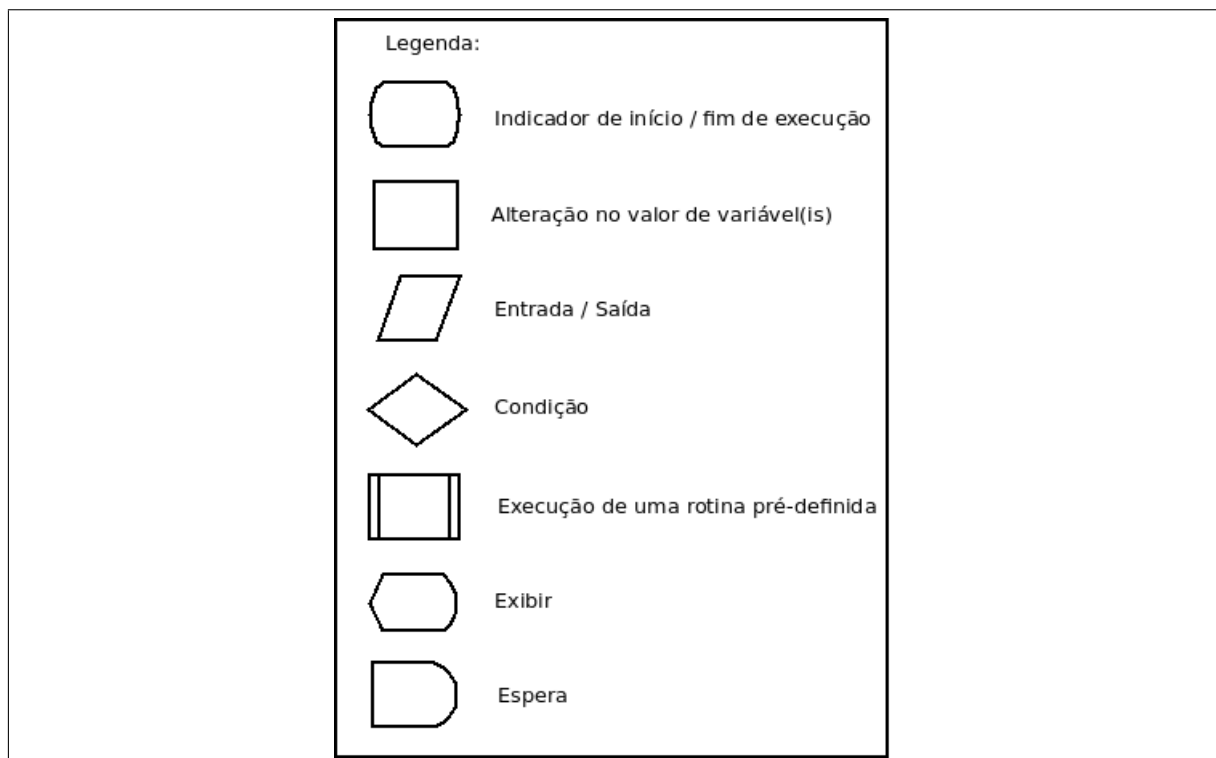 Legenda:
Indicador de início / fim de execução
Alteração no valor de variável(is)
Entrada / Saída
Condição
Execução de uma rotina pré-definida
Exibir
Espera